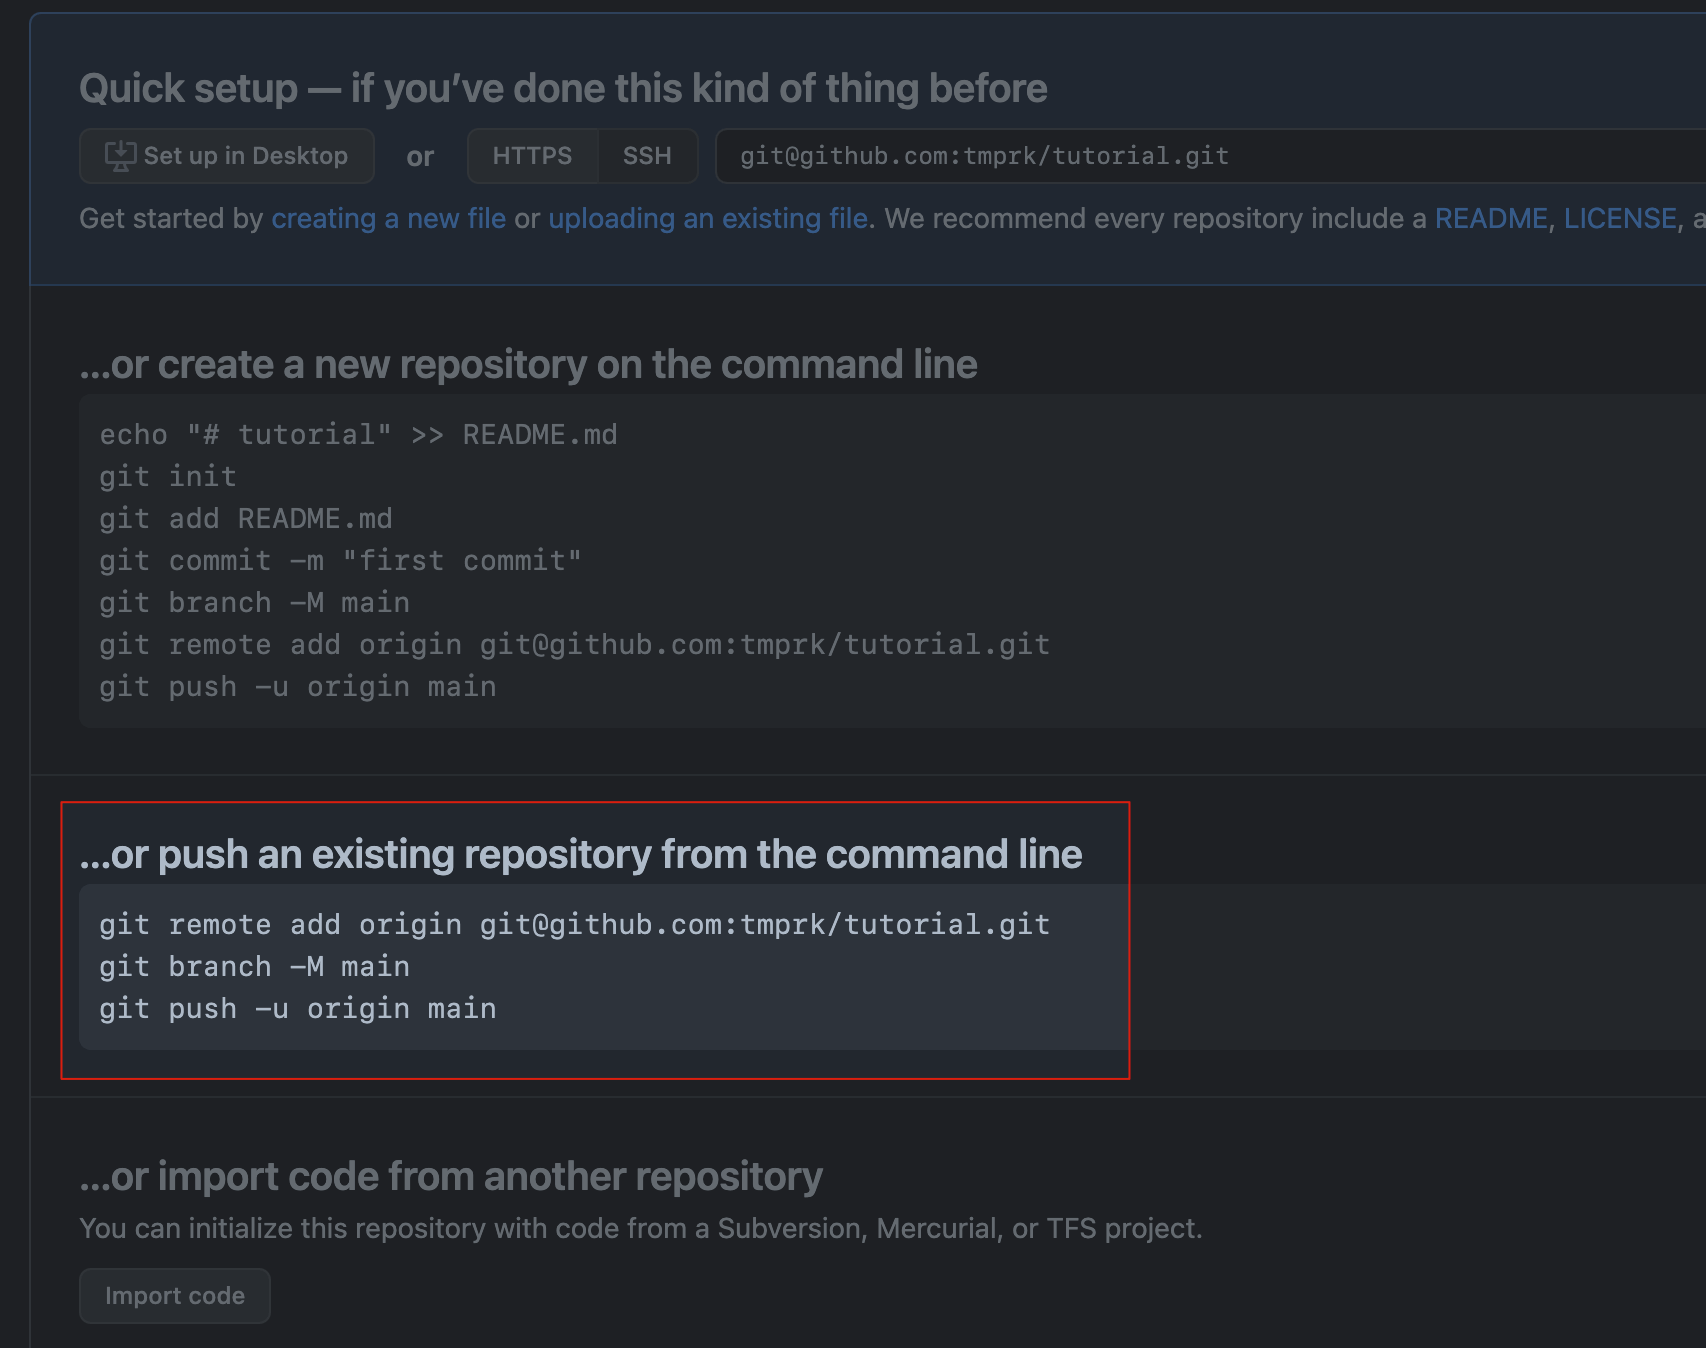 Quick setup — if you’ve done this kind of thing before
Set up in Desktop or HTTPS SSH git@github.com:tmprk/tutorial.git
Get started by creating a new file or uploading an existing file. We recommend every repository include a README, LICENSE, a
...or create a new repository on the command line
echo "# tutorial" >> README.md
git init
git add README.md
git commit -m "first commit"
git branch -M main
git remote add origin git@github.com:tmprk/tutorial.git
git push -u origin main
...or push an existing repository from the command line
git remote add origin git@github.com:tmprk/tutorial.git
git branch -M main
git push -u origin main
...or import code from another repository
You can initialize this repository with code from a Subversion, Mercurial, or TFS project.
Import code